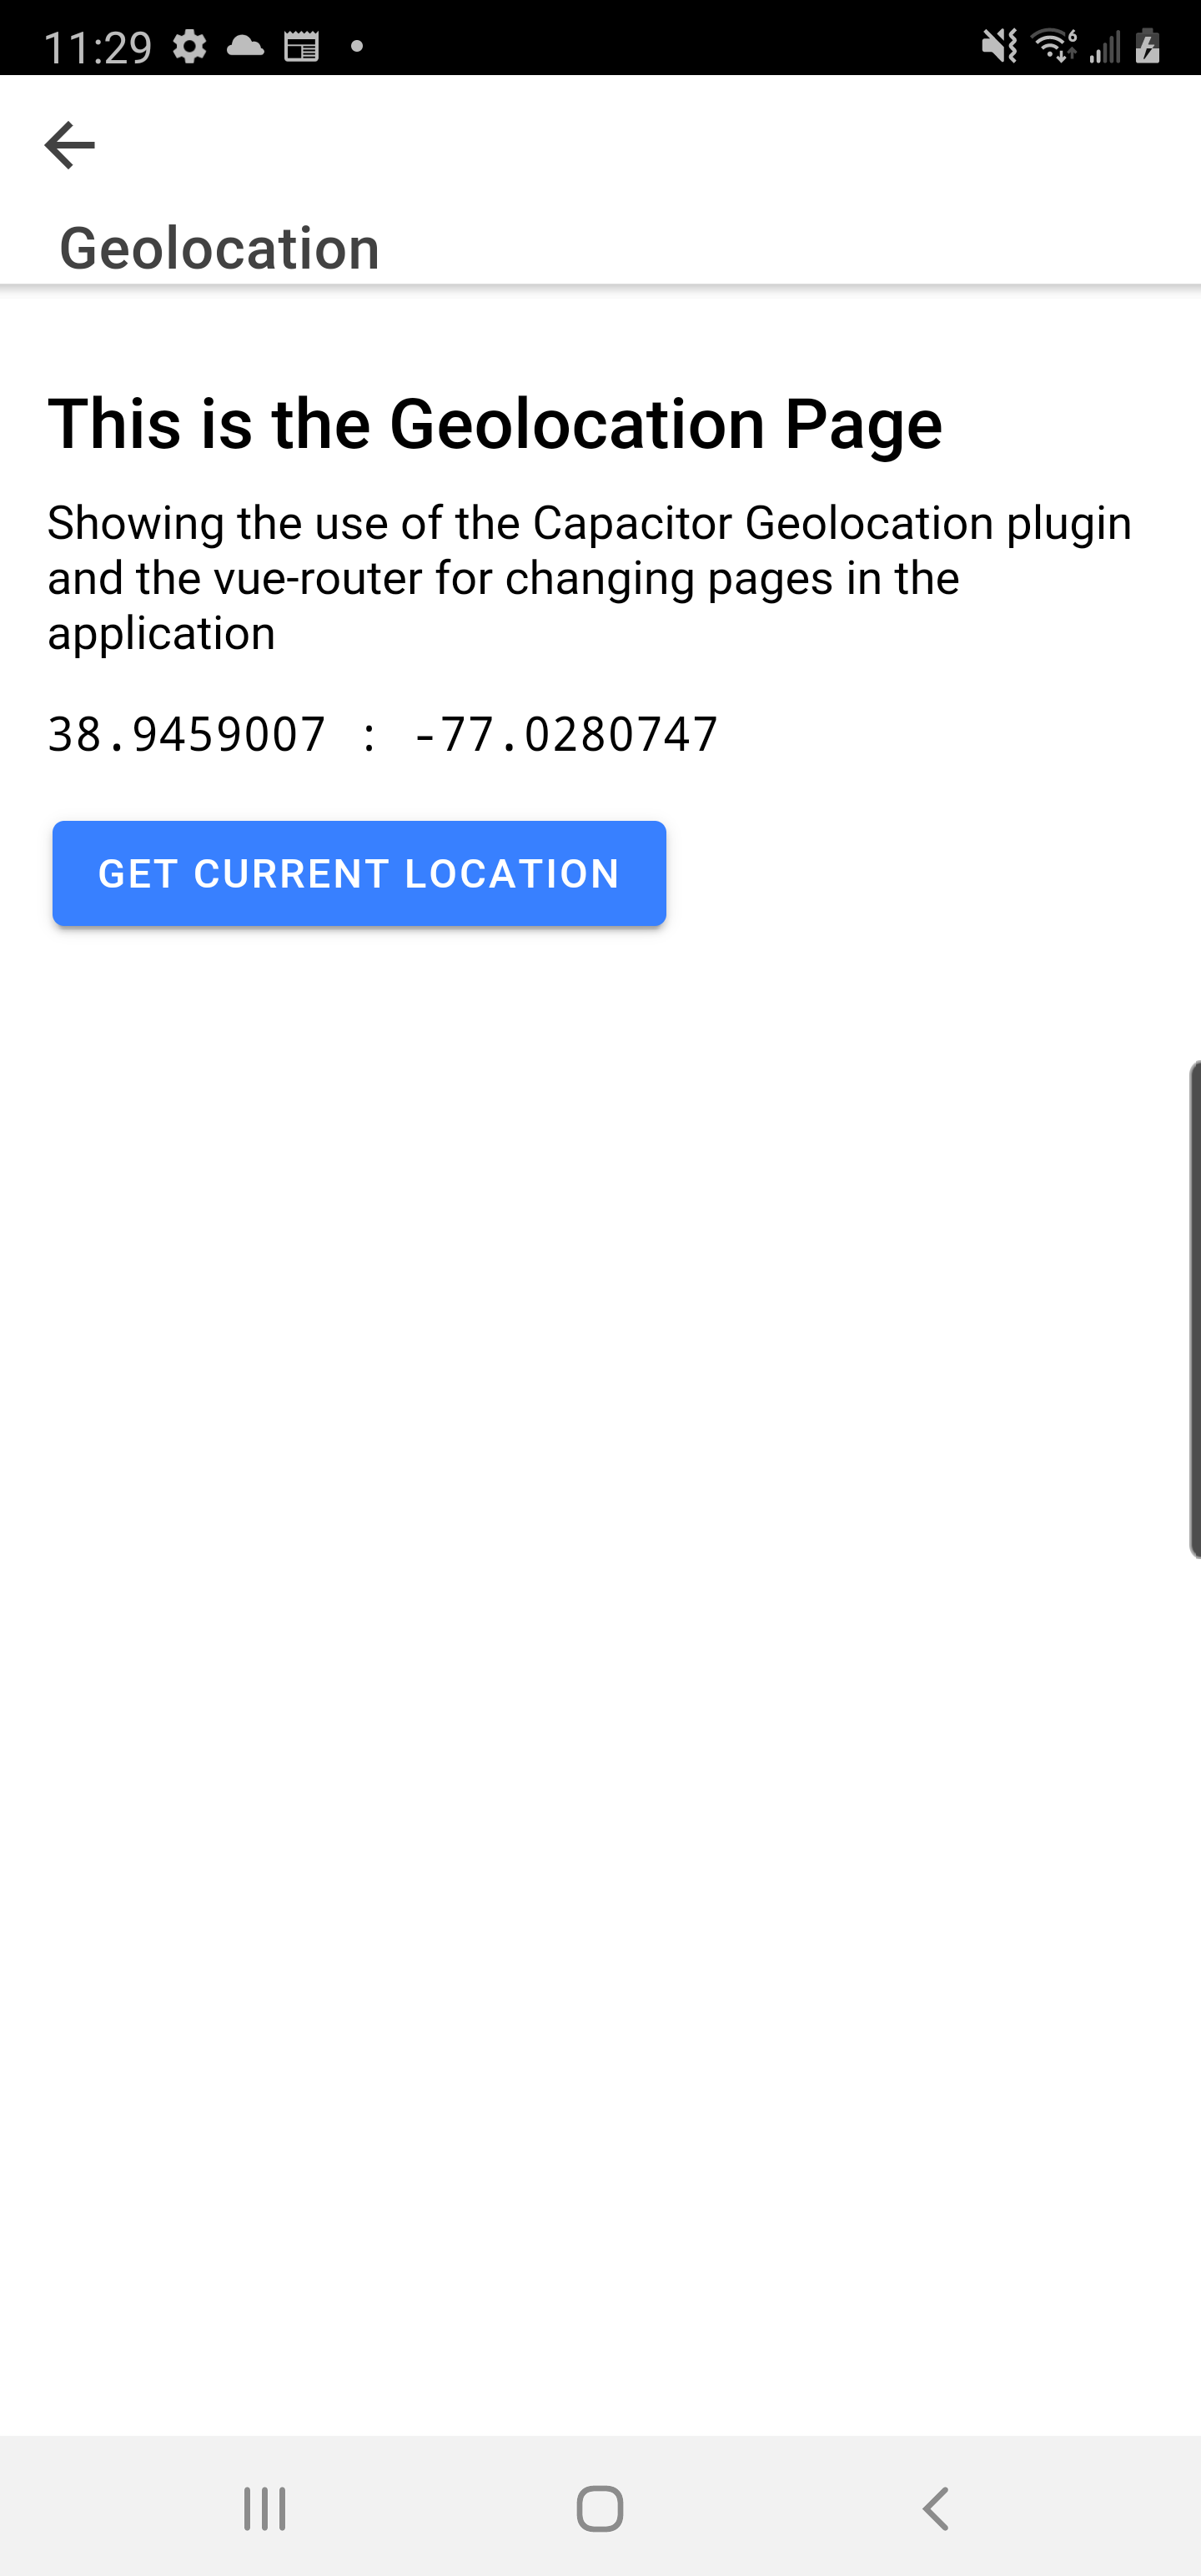 11:29
6
Geolocation
This is the Geolocation Page
Showing the use of the Capacitor Geolocation plugin
and the vue-router for changing pages in the
application
38.9459007 : -77.0280747
GET CURRENT LOCATION